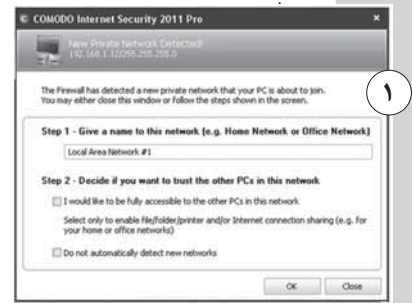 COMODO Internet Security 2011 Pro
New Private Network Detected!
192.168.1.12/255.255.255.0
The Firewall has detected a new private network that your PC is about to join.
You may either close this window or follow the steps shown in the screen.
۱
Step 1 - Give a name to this network (e.g. Home Network or Office Network)
Local Area Network #1
Step 2 - Decide if you want to trust the other PCs in this network
I would like to be fully accessible to the other PCs in this network
Select only to enable file/folder/printer and/or Internet connection sharing (e.g. for
your home or office networks)
Do not automatically detect new networks
OK Close